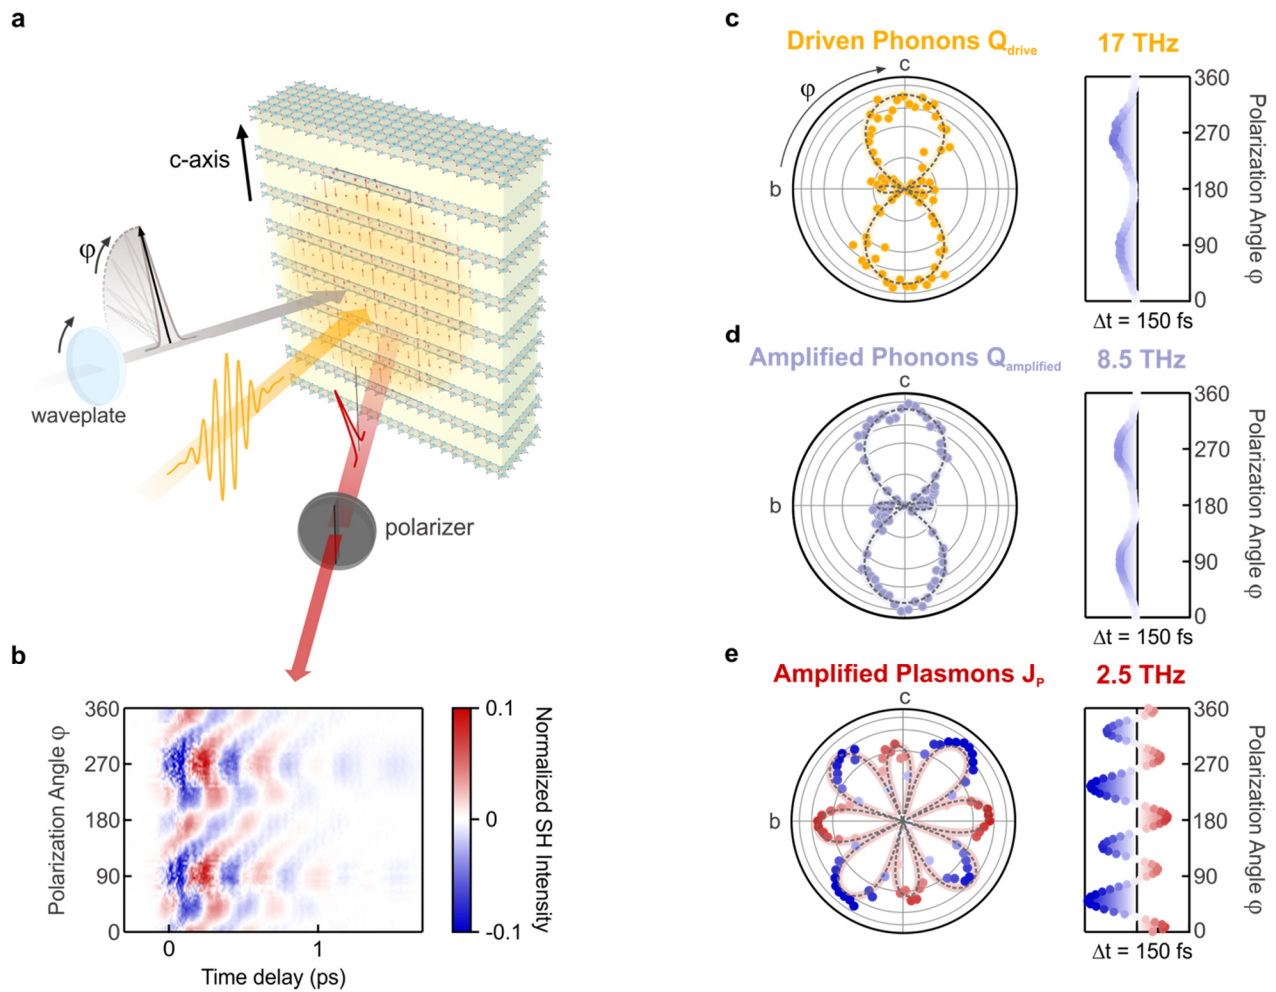 a
c-axis
φ
waveplate
polarizer
b
Polarization Angle φ
360
270
180
90
0
0
1
Time delay (ps)
0.1
0
-0.1
Normalized SH Intensity
c
Driven Phonons Qdrive
17 THz
φ
c
b
360
270
180
90
0
Polarization Angle φ
Δt = 150 fs
d
Amplified Phonons Qamplified
8.5 THz
c
b
360
270
180
90
0
Polarization Angle φ
Δt = 150 fs
e
Amplified Plasmons JP
2.5 THz
c
b
360
270
180
90
0
Polarization Angle φ
Δt = 150 fs